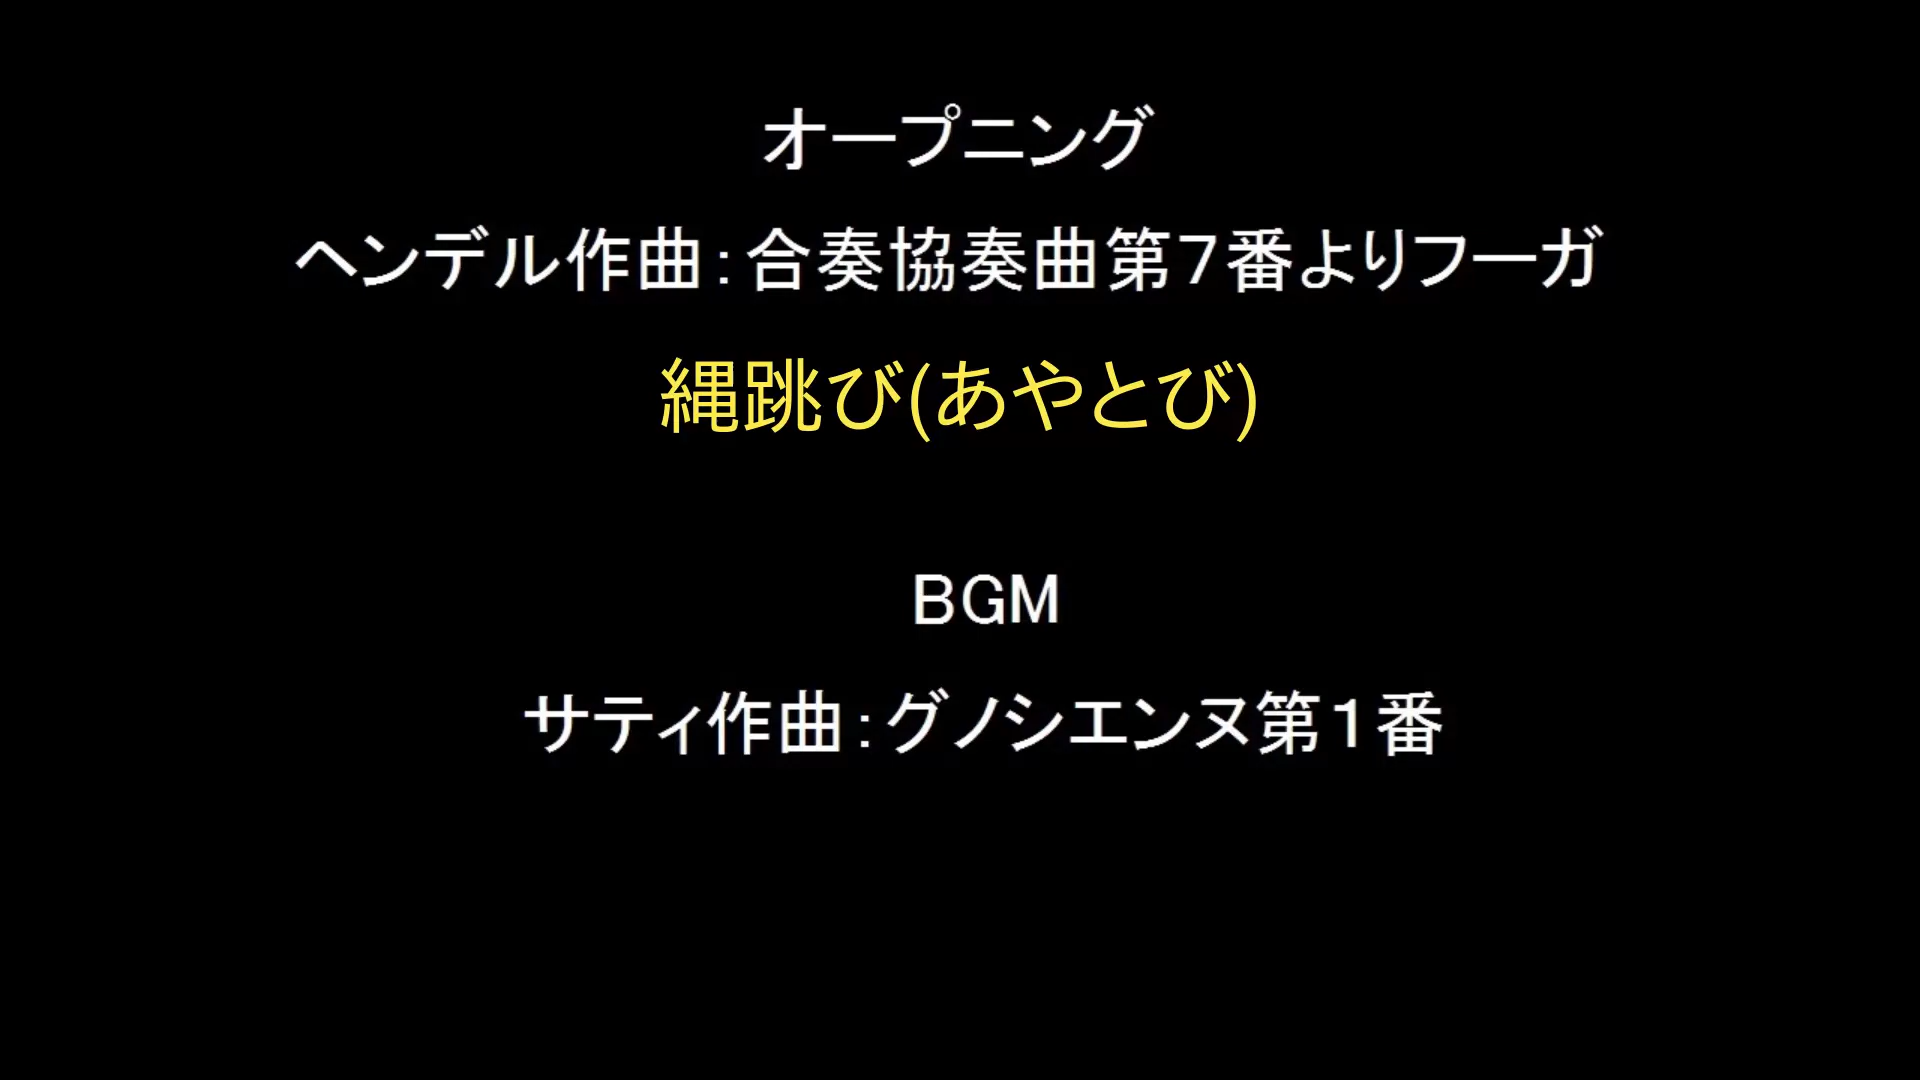 オープニング
ヘンデル作曲：合奏協奏曲第７番よりフーガ
縄跳び(あやとび)
BGM
サティ作曲：グノシエンヌ第１番